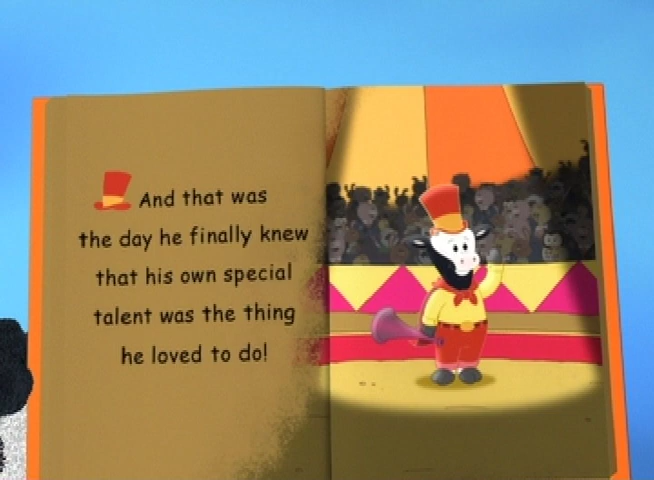 And that was
the day he finally knew
that his own special
talent was the thing
he loved to do!